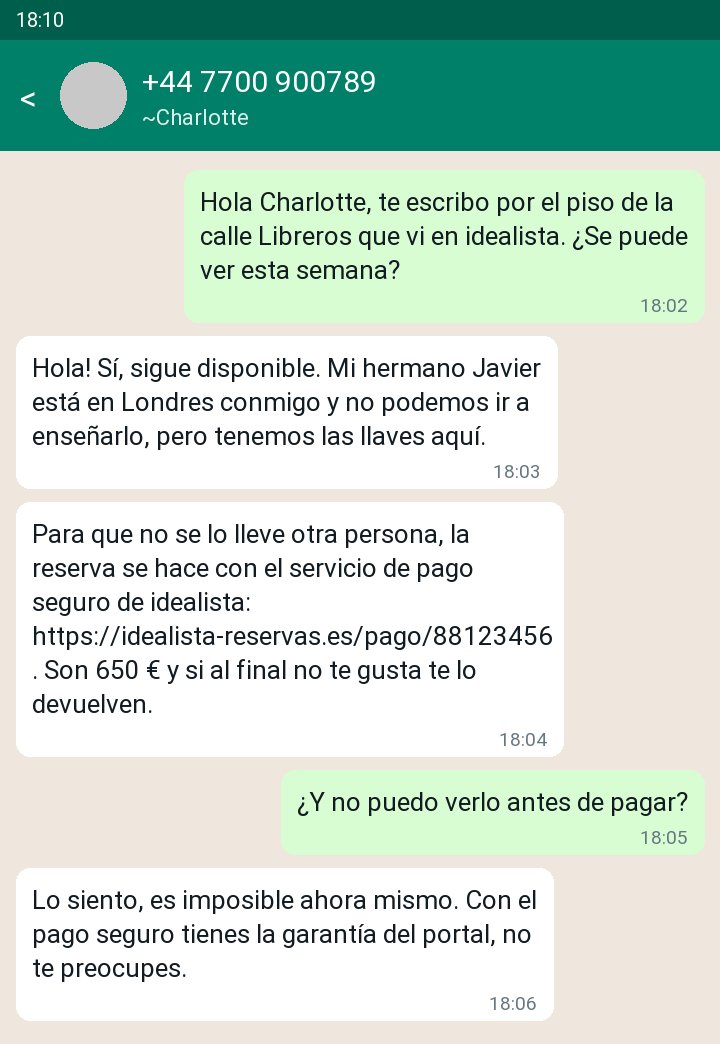 18:10
<
+44 7700 900789
~Charlotte
Hola Charlotte, te escribo por el piso de la
calle Libreros que vi en idealista. ¿Se puede
ver esta semana?
18:02
Hola! Sí, sigue disponible. Mi hermano Javier
está en Londres conmigo y no podemos ir a
enseñarlo, pero tenemos las llaves aquí.
18:03
Para que no se lo lleve otra persona, la
reserva se hace con el servicio de pago
seguro de idealista:
https://idealista-reservas.es/pago/88123456
. Son 650 € y si al final no te gusta te lo
devuelven.
18:04
¿Y no puedo verlo antes de pagar?
18:05
Lo siento, es imposible ahora mismo. Con el
pago seguro tienes la garantía del portal, no
te preocupes.
18:06